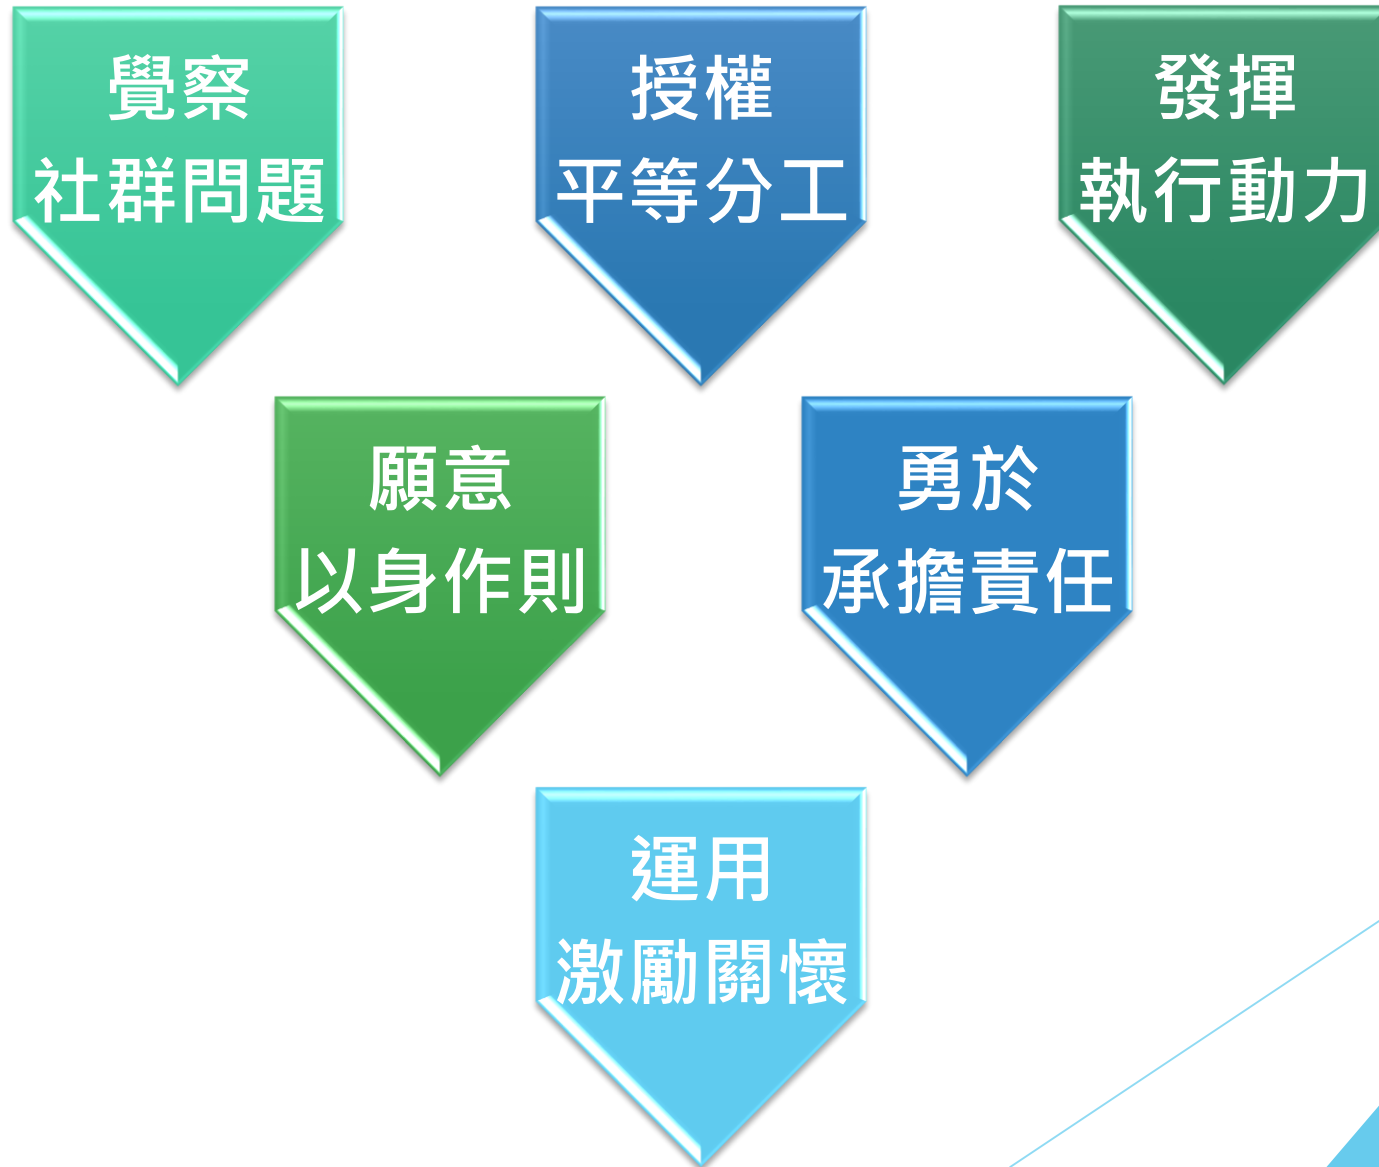 覺察
社群問題
授權
平等分工
發揮
執行動力
願意
以身作則
勇於
承擔責任
運用
激勵關懷